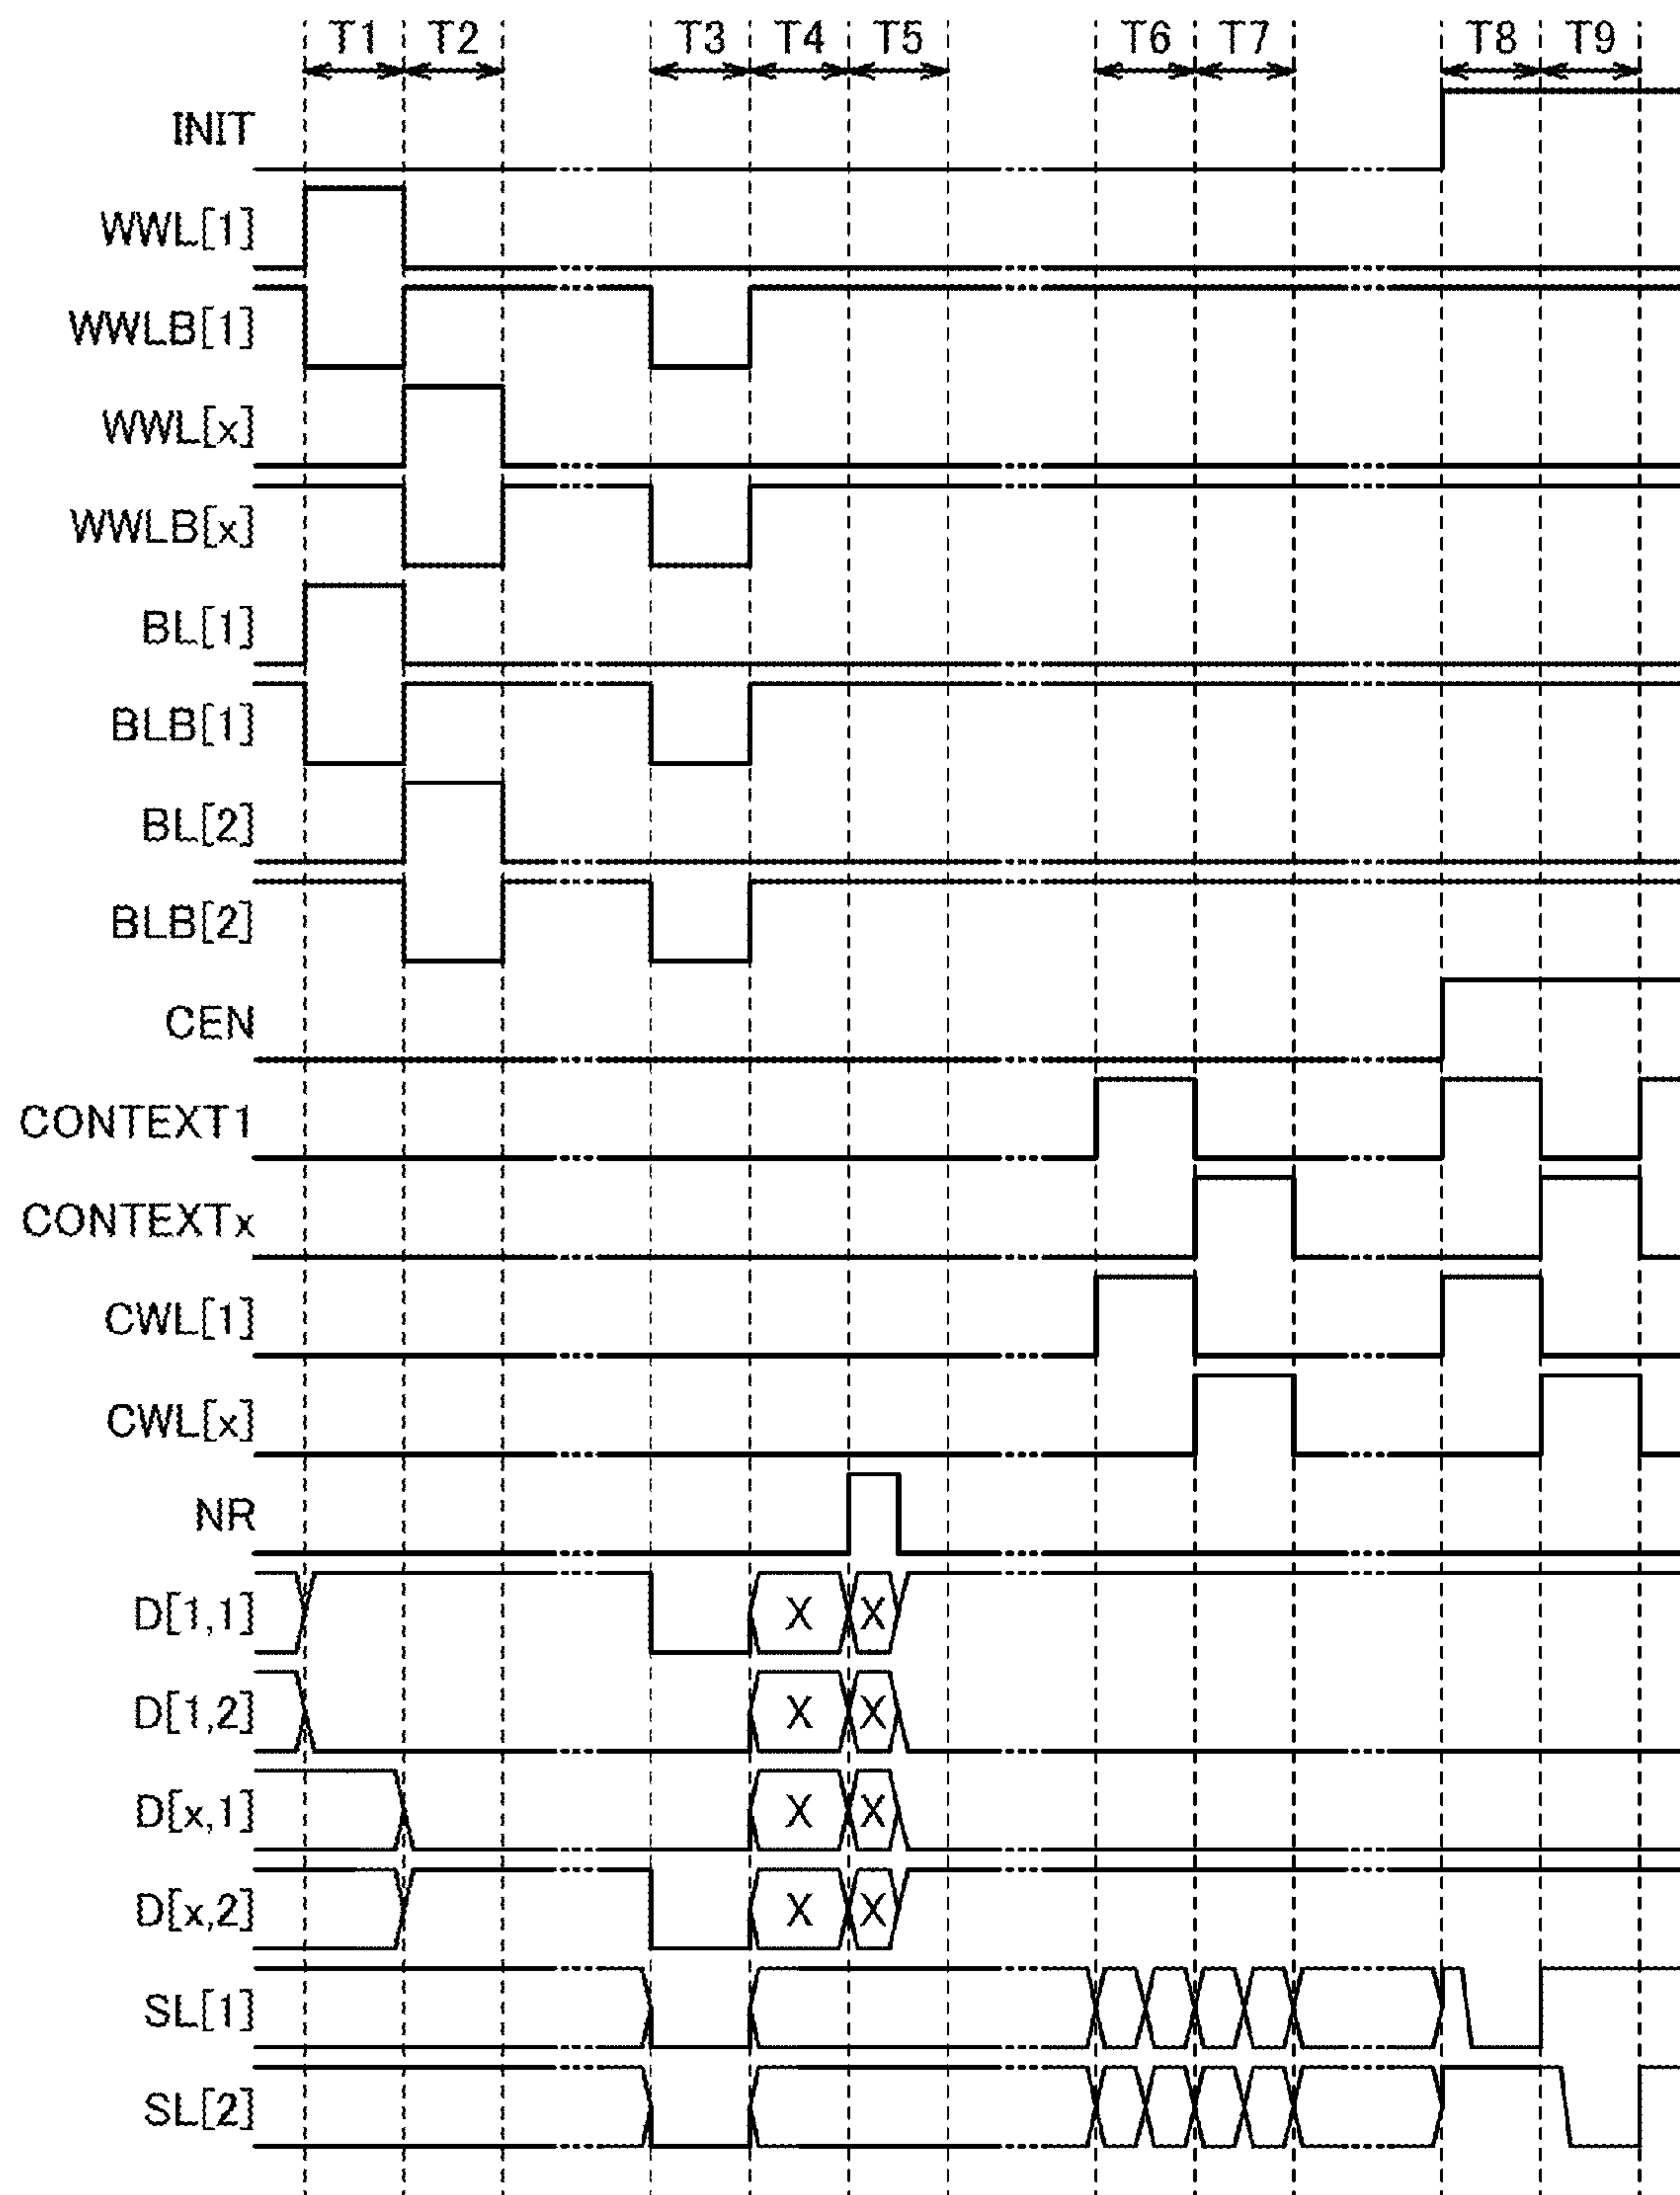 T1 T2 T3 T4 T5 T6 T7 T8 T9
INIT
WWL[1]
WWLB[1]
WWL[x]
WWLB[x]
BL[1]
BLB[1]
BL[2]
BLB[2]
CEN
CONTEXT1
CONTEXTx
CWL[1]
CWL[x]
NR
D[1,1] X X
D[1,2] X X
D[x,1] X X
D[x,2] X X
SL[1]
SL[2]